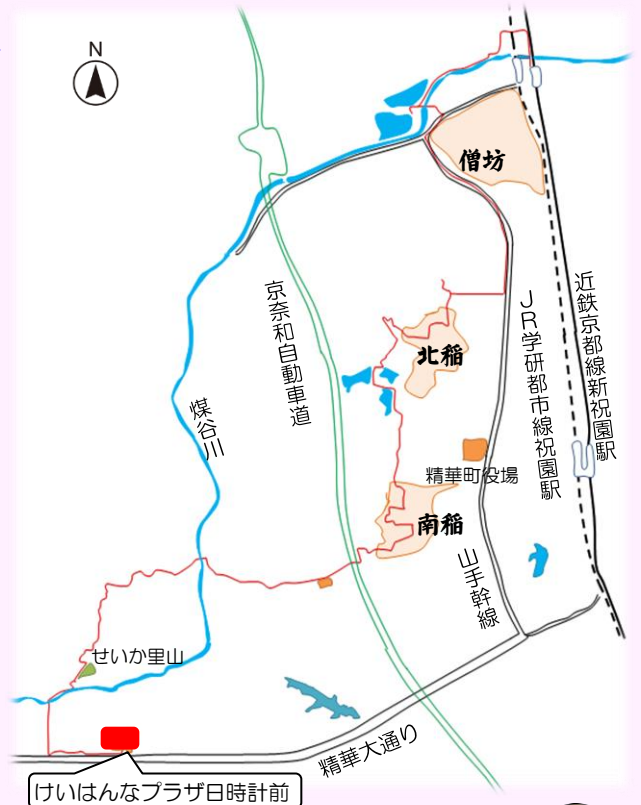 N
僧坊
京奈和自動車道
北稲
JR学研都市線祝園駅
近鉄京都線新祝園駅
煤谷川
精華町役場
南稲
山手幹線
せいか里山
精華大通り
けいはんなプラザ日時計前